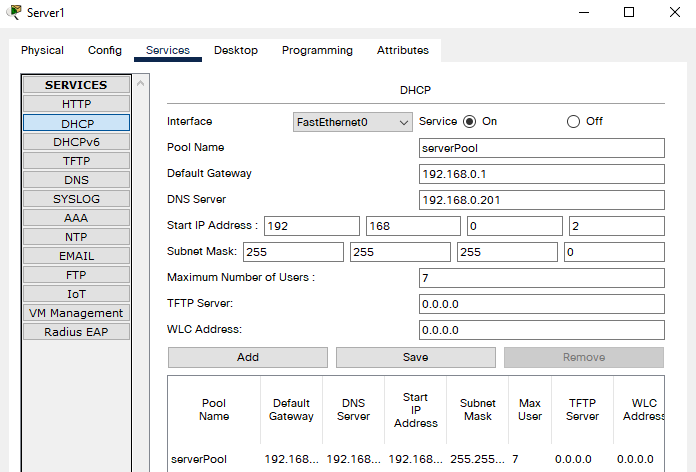 Server1
Physical Config Services Desktop Programming Attributes
SERVICES
HTTP
DHCP
DHCPv6
TFTP
DNS
SYSLOG
AAA
NTP
EMAIL
FTP
IoT
VM Management
Radius EAP
DHCP
Interface FastEthernet0 Service On Off
Pool Name serverPool
Default Gateway 192.168.0.1
DNS Server 192.168.0.201
Start IP Address : 192 168 0 2
Subnet Mask: 255 255 255 0
Maximum Number of Users : 7
TFTP Server: 0.0.0.0
WLC Address: 0.0.0.0
Add Save Remove
Pool Name Default Gateway DNS Server Start IP Address Subnet Mask Max User TFTP Server WLC Address
serverPool 192.168... 192.168... 192.168... 255.255... 7 0.0.0.0 0.0.0.0